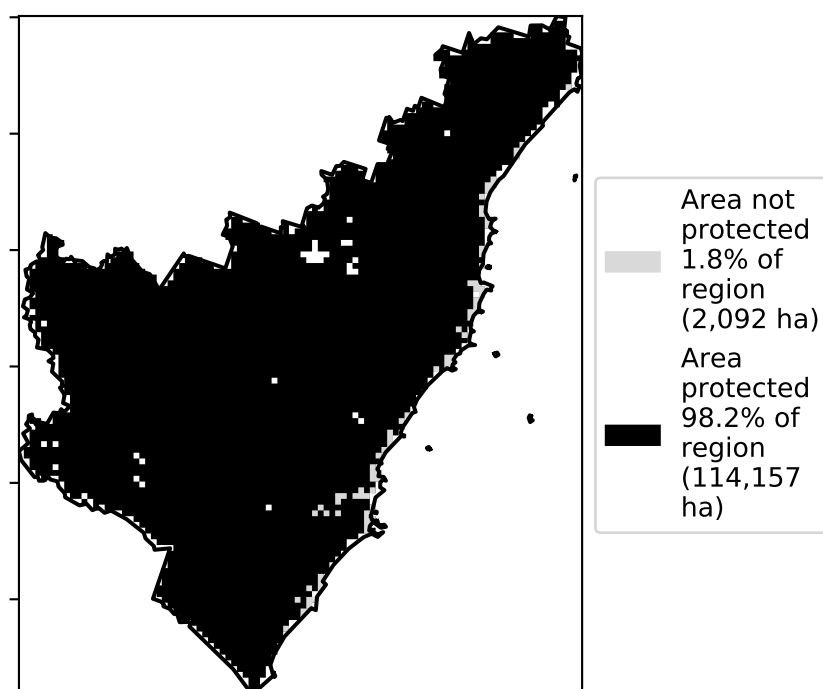 Area not
protected
1.8% of
region
(2,092 ha)
Area
protected
98.2% of
region
(114,157
ha)